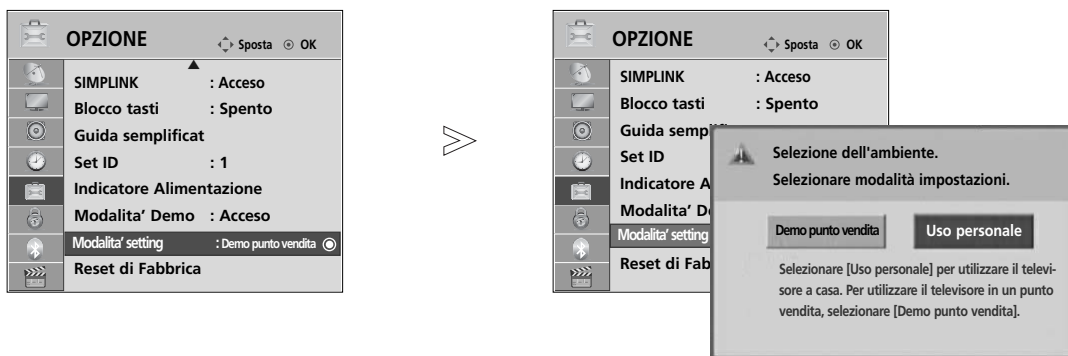 OPZIONE Sposta OK
SIMPLINK : Acceso
Blocco tasti : Spento
Guida semplificat
Set ID : 1
Indicatore Alimentazione
Modalita' Demo : Acceso
Modalita' setting : Demo punto vendita
Reset di Fabbrica
OPZIONE Sposta OK
SIMPLINK : Acceso
Blocco tasti : Spento
Guida semplifi
Set ID
Indicatore A
Modalita' De
Modalita' setting
Reset di Fab
Selezione dell'ambiente.
Selezionare modalità impostazioni.
Demo punto vendita Uso personale
Selezionare [Uso personale] per utilizzare il televi-
sore a casa. Per utilizzare il televisore in un punto
vendita, selezionare [Demo punto vendita].